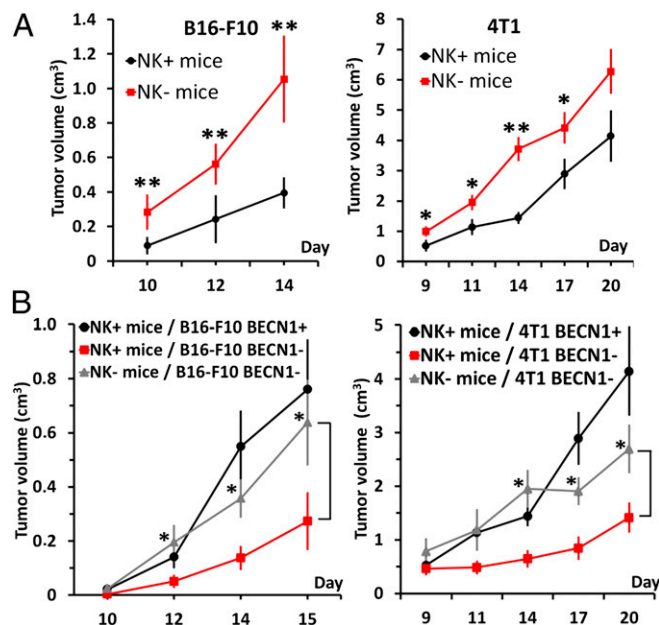 A
B16-F10
Tumor volume (cm³)
1.4
1.2
1.0
0.8
0.6
0.4
0.2
0
NK+ mice
NK- mice
**
**
**
Day
10 12 14
4T1
Tumor volume (cm³)
8
7
6
5
4
3
2
1
0
NK+ mice
NK- mice
*
*
**
*
Day
9 11 14 17 20
B
Tumor volume (cm³)
1.0
0.8
0.6
0.4
0.2
0
NK+ mice / B16-F10 BECN1+
NK+ mice / B16-F10 BECN1-
NK- mice / B16-F10 BECN1-
*
*
*
Day
10 12 14 15
Tumor volume (cm³)
5
4
3
2
1
0
NK+ mice / 4T1 BECN1+
NK+ mice / 4T1 BECN1-
NK- mice / 4T1 BECN1-
*
*
*
Day
9 11 14 17 20